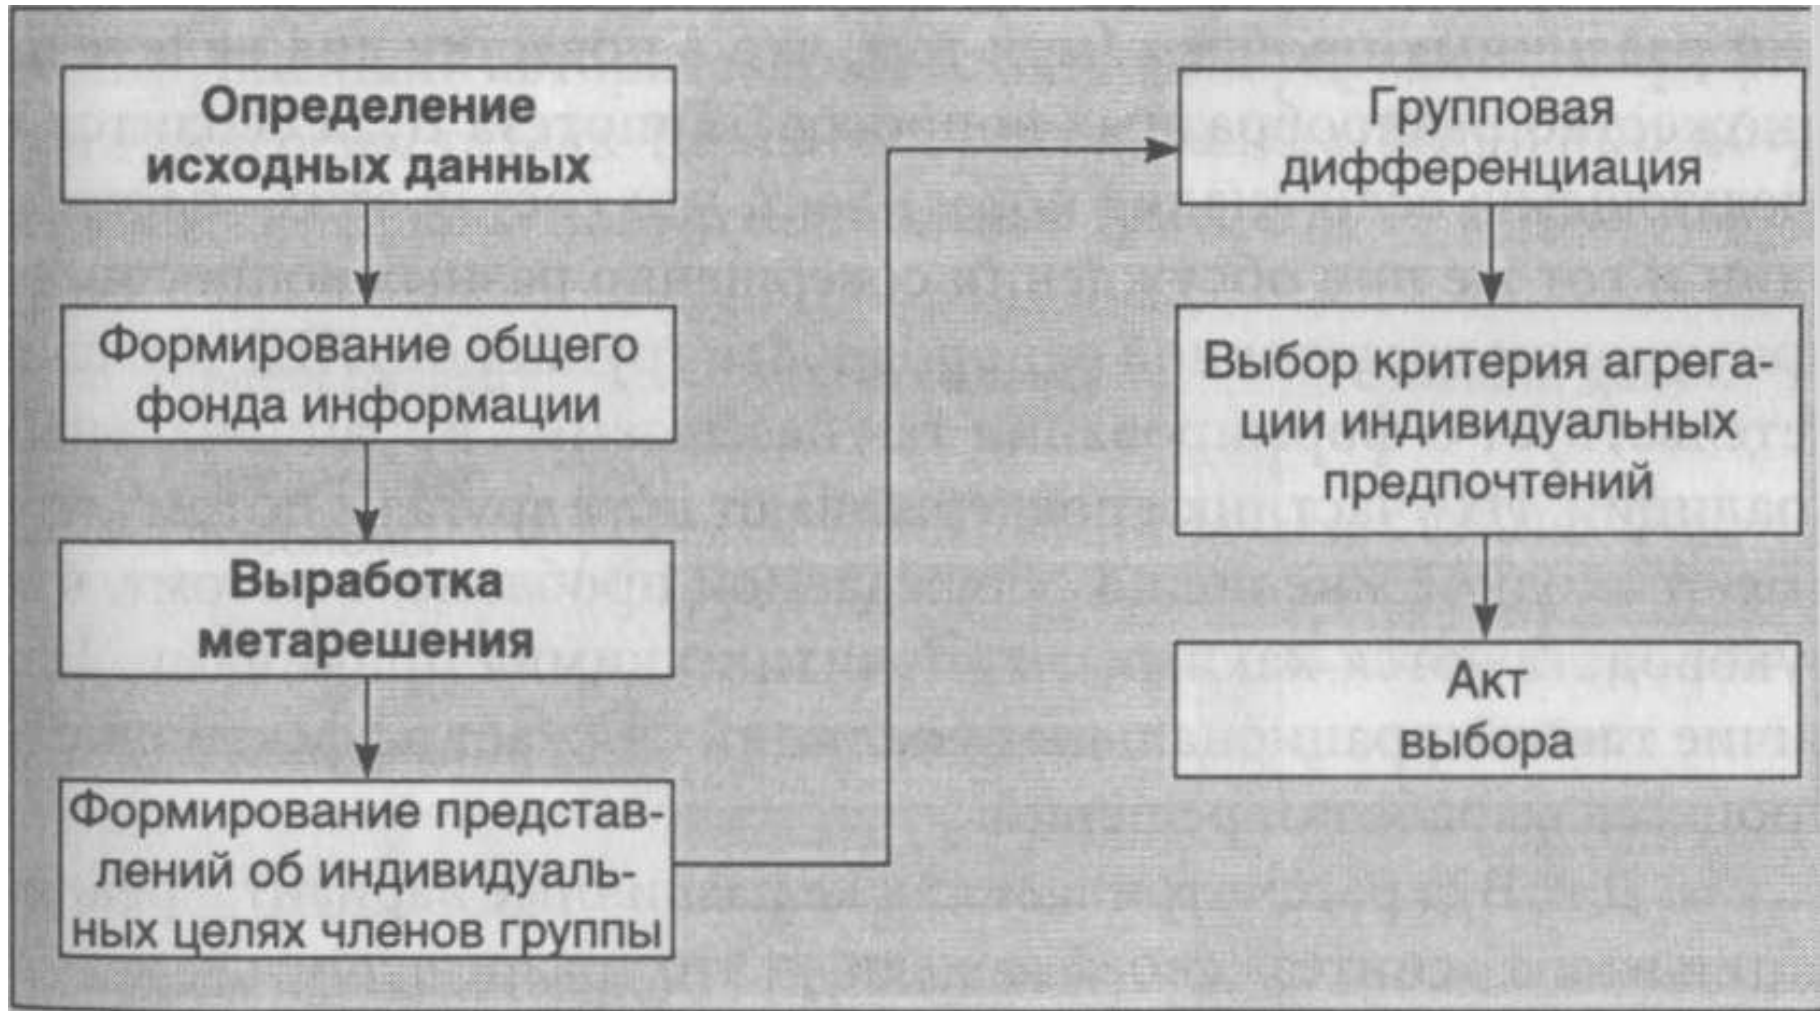 Определение
исходных данных
Формирование общего
фонда информации
Выработка
метарешения
Формирование представ-
лений об индивидуаль-
ных целях членов группы
Групповая
дифференциация
Выбор критерия агрега-
ции индивидуальных
предпочтений
Акт
выбора